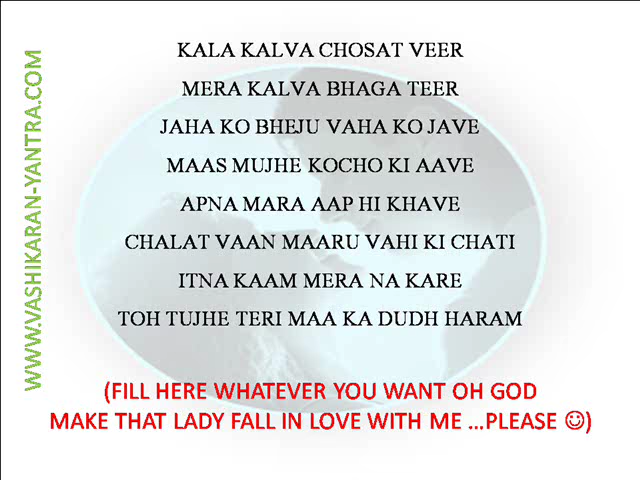 KALA KALVA CHOSAT VEER
MERA KALVA BHAGA TEER
JAHA KO BHEJU VAHA KO JAVE
MAAS MUJHE KOCHO KI AAVE
APNA MARA AAP HI KHAVE
CHALAT VAAN MAARU VAHI KI CHATI
ITNA KAAM MERA NA KARE
TOH TUJHE TERI MAA KA DUDH HARAM
(FILL HERE WHATEVER YOU WANT OH GOD
MAKE THAT LADY FALL IN LOVE WITH ME ...PLEASE ☺)
WWW.VASHIKARAN-YANTRA.COM